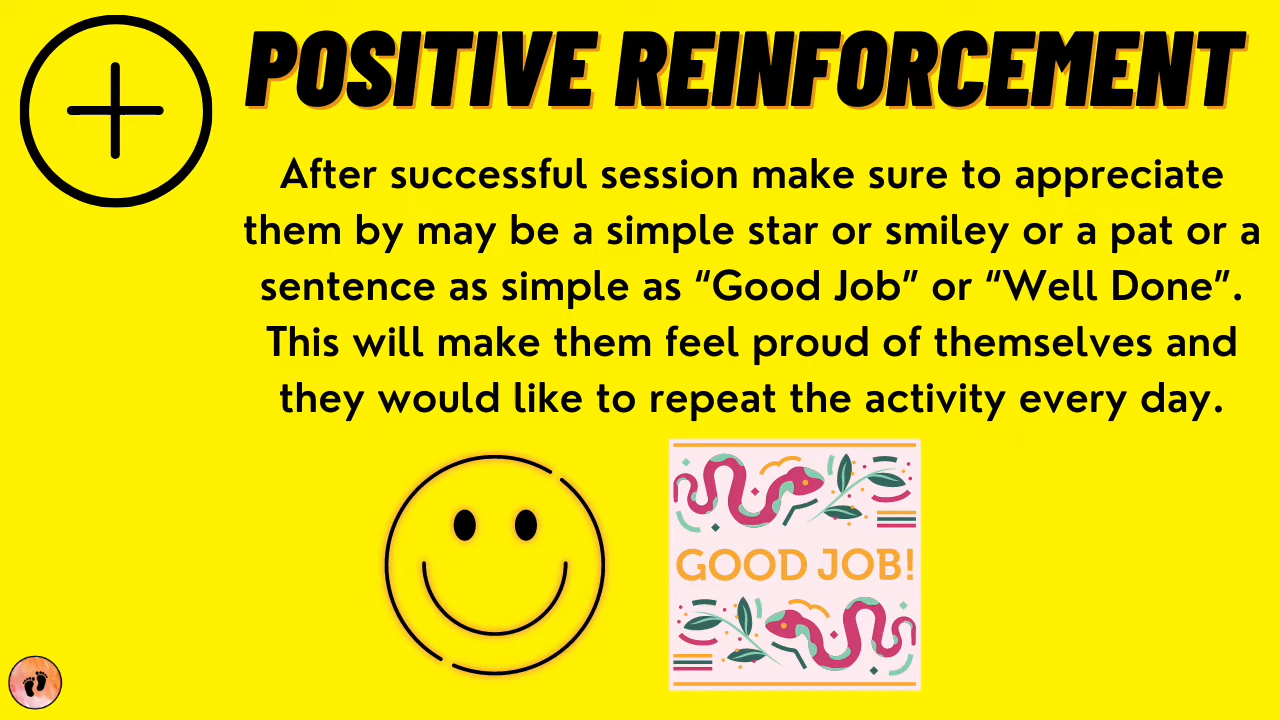 POSITIVE REINFORCEMENT
After successful session make sure to appreciate
them by may be a simple star or smiley or a pat or a
sentence as simple as “Good Job” or “Well Done”.
This will make them feel proud of themselves and
they would like to repeat the activity every day.
GOOD JOB!